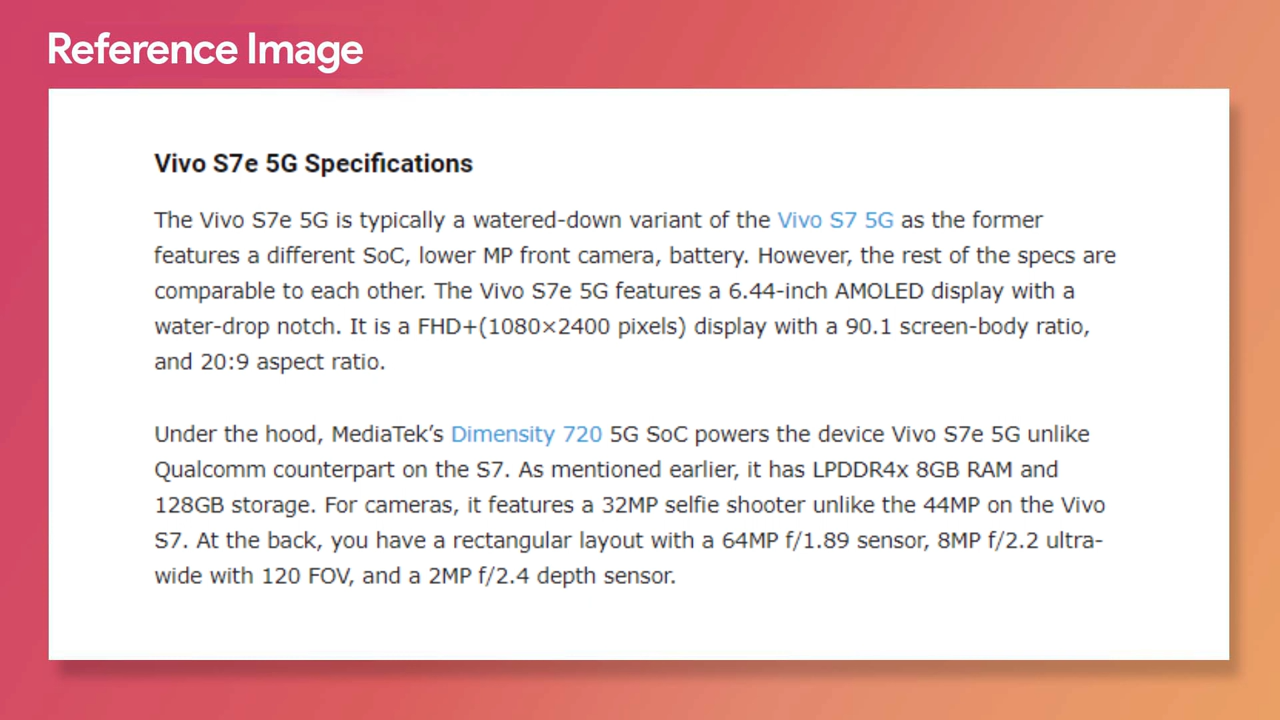 Reference Image
Vivo S7e 5G Specifications
The Vivo S7e 5G is typically a watered-down variant of the Vivo S7 5G as the former
features a different SoC, lower MP front camera, battery. However, the rest of the specs are
comparable to each other. The Vivo S7e 5G features a 6.44-inch AMOLED display with a
water-drop notch. It is a FHD+(1080×2400 pixels) display with a 90.1 screen-body ratio,
and 20:9 aspect ratio.
Under the hood, MediaTek’s Dimensity 720 5G SoC powers the device Vivo S7e 5G unlike
Qualcomm counterpart on the S7. As mentioned earlier, it has LPDDR4x 8GB RAM and
128GB storage. For cameras, it features a 32MP selfie shooter unlike the 44MP on the Vivo
S7. At the back, you have a rectangular layout with a 64MP f/1.89 sensor, 8MP f/2.2 ultra-
wide with 120 FOV, and a 2MP f/2.4 depth sensor.